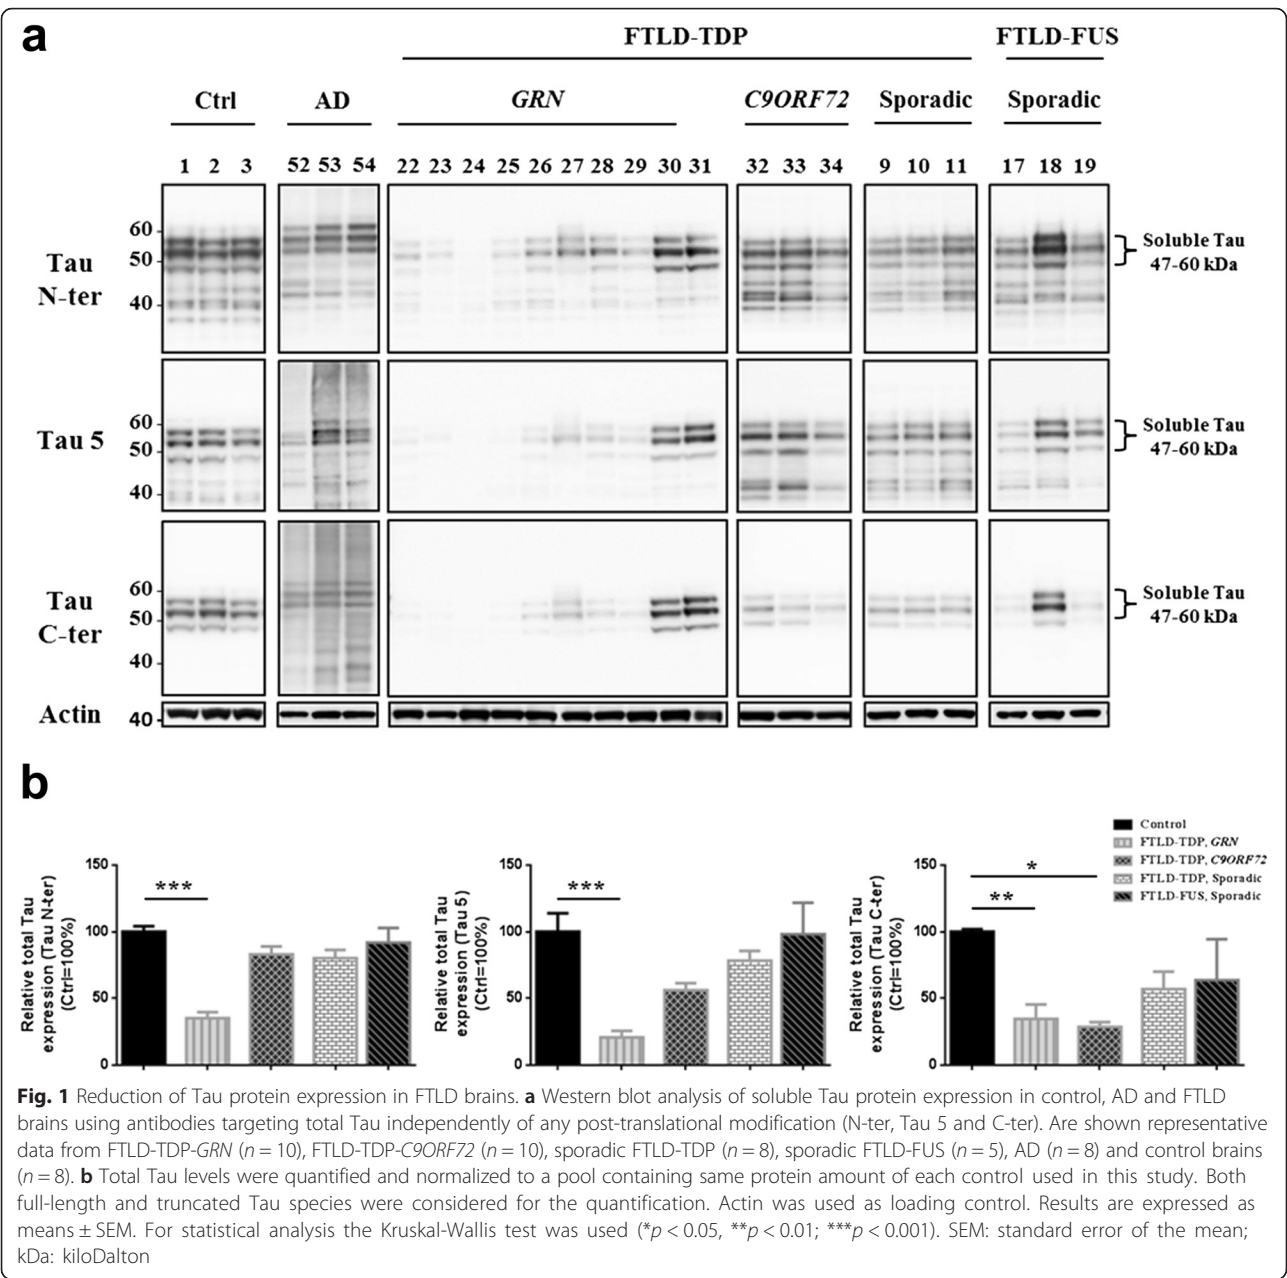 a
FTLD-TDP FTLD-FUS
Ctrl AD GRN C9ORF72 Sporadic Sporadic
1 2 3 52 53 54 22 23 24 25 26 27 28 29 30 31 32 33 34 9 10 11 17 18 19
Tau N-ter
60
50
40
Soluble Tau
47-60 kDa
Tau 5
60
50
40
Soluble Tau
47-60 kDa
Tau C-ter
60
50
40
Soluble Tau
47-60 kDa
Actin 40
b
Relative total Tau
expression (Tau N-ter)
(Ctrl=100%)
150
100
50
0
***
Relative total Tau
expression (Tau 5)
(Ctrl=100%)
150
100
50
0
***
Relative total Tau
expression (Tau C-ter)
(Ctrl=100%)
150
100
50
0
*
**
Control
FTLD-TDP, GRN
FTLD-TDP, C9ORF72
FTLD-TDP, Sporadic
FTLD-FUS, Sporadic
Fig. 1 Reduction of Tau protein expression in FTLD brains. a Western blot analysis of soluble Tau protein expression in control, AD and FTLD
brains using antibodies targeting total Tau independently of any post-translational modification (N-ter, Tau 5 and C-ter). Are shown representative
data from FTLD-TDP-GRN (n = 10), FTLD-TDP-C9ORF72 (n = 10), sporadic FTLD-TDP (n = 8), sporadic FTLD-FUS (n = 5), AD (n = 8) and control brains
(n = 8). b Total Tau levels were quantified and normalized to a pool containing same protein amount of each control used in this study. Both
full-length and truncated Tau species were considered for the quantification. Actin was used as loading control. Results are expressed as
means ± SEM. For statistical analysis the Kruskal-Wallis test was used (*p < 0.05, **p < 0.01; ***p < 0.001). SEM: standard error of the mean;
kDa: kiloDalton